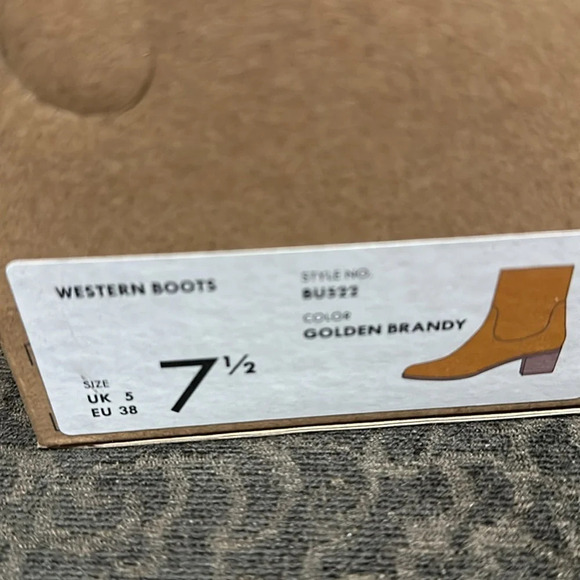 WESTERN BOOTS
STYLE NO.
BU522
COLOR
GOLDEN BRANDY
SIZE
UK 5
EU 38
7 1/2